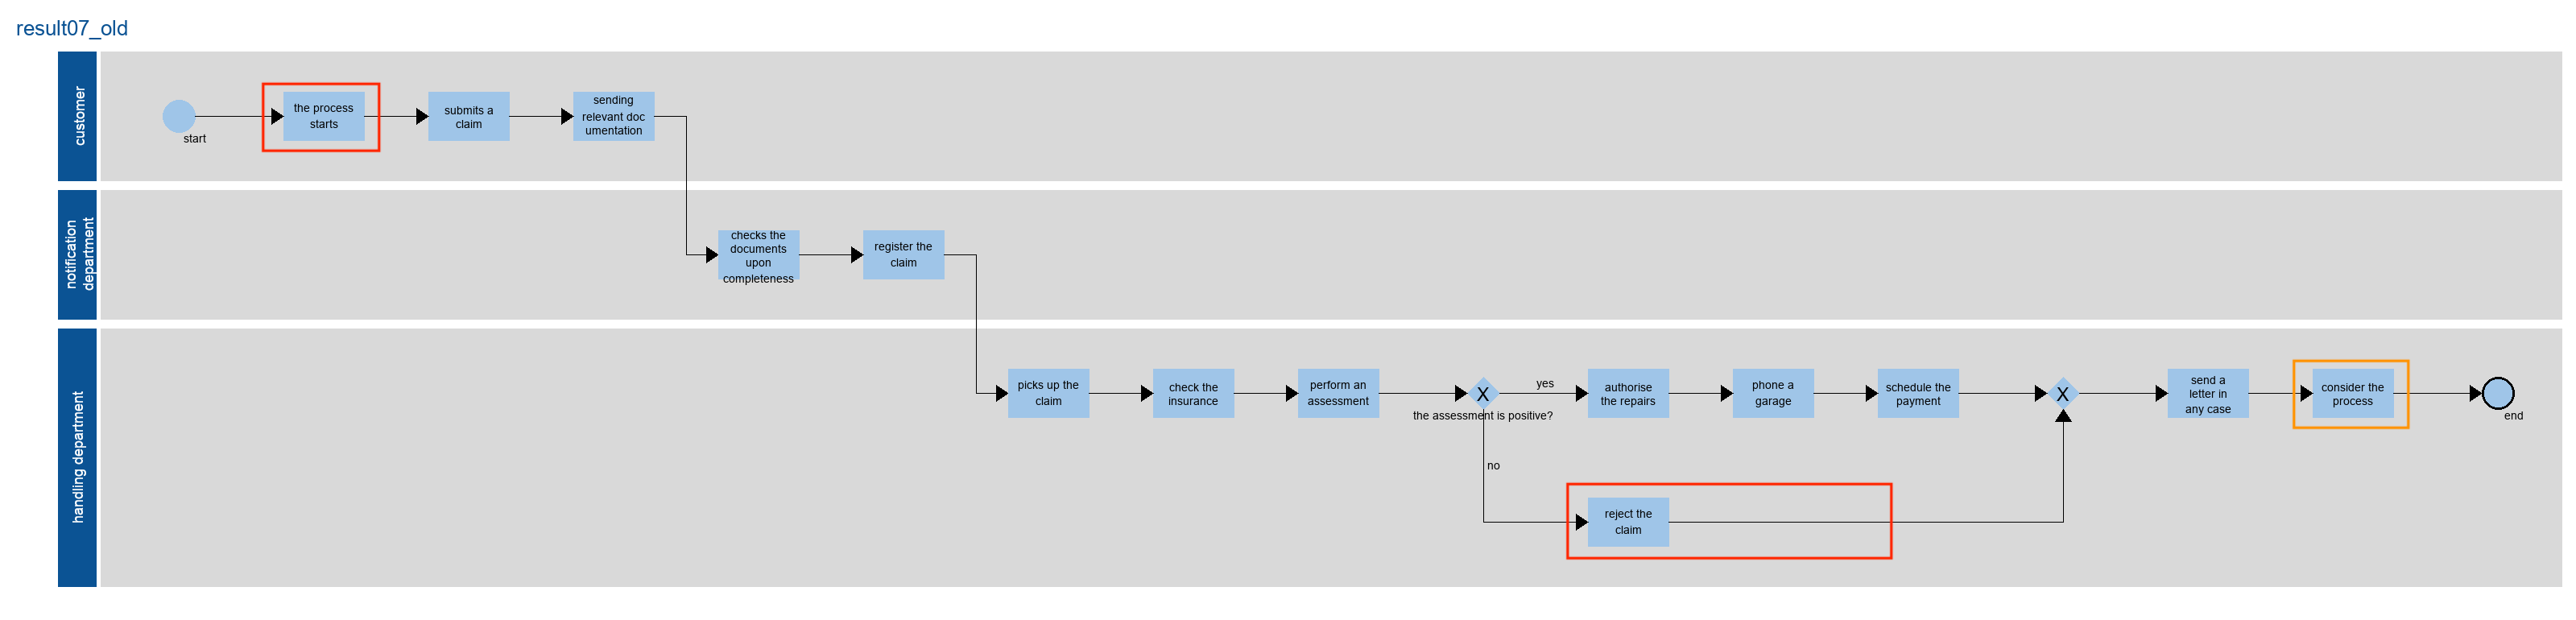 result07_old
customer
start
the process
starts
submits a
claim
sending
relevant doc
umentation
notification
department
checks the
documents
upon
completeness
register the
claim
handling department
picks up the
claim
check the
insurance
perform an
assessment
X
the assessment is positive?
yes
no
authorise
the repairs
phone a
garage
schedule the
payment
reject the
claim
X
send a
letter in
any case
consider the
process
end